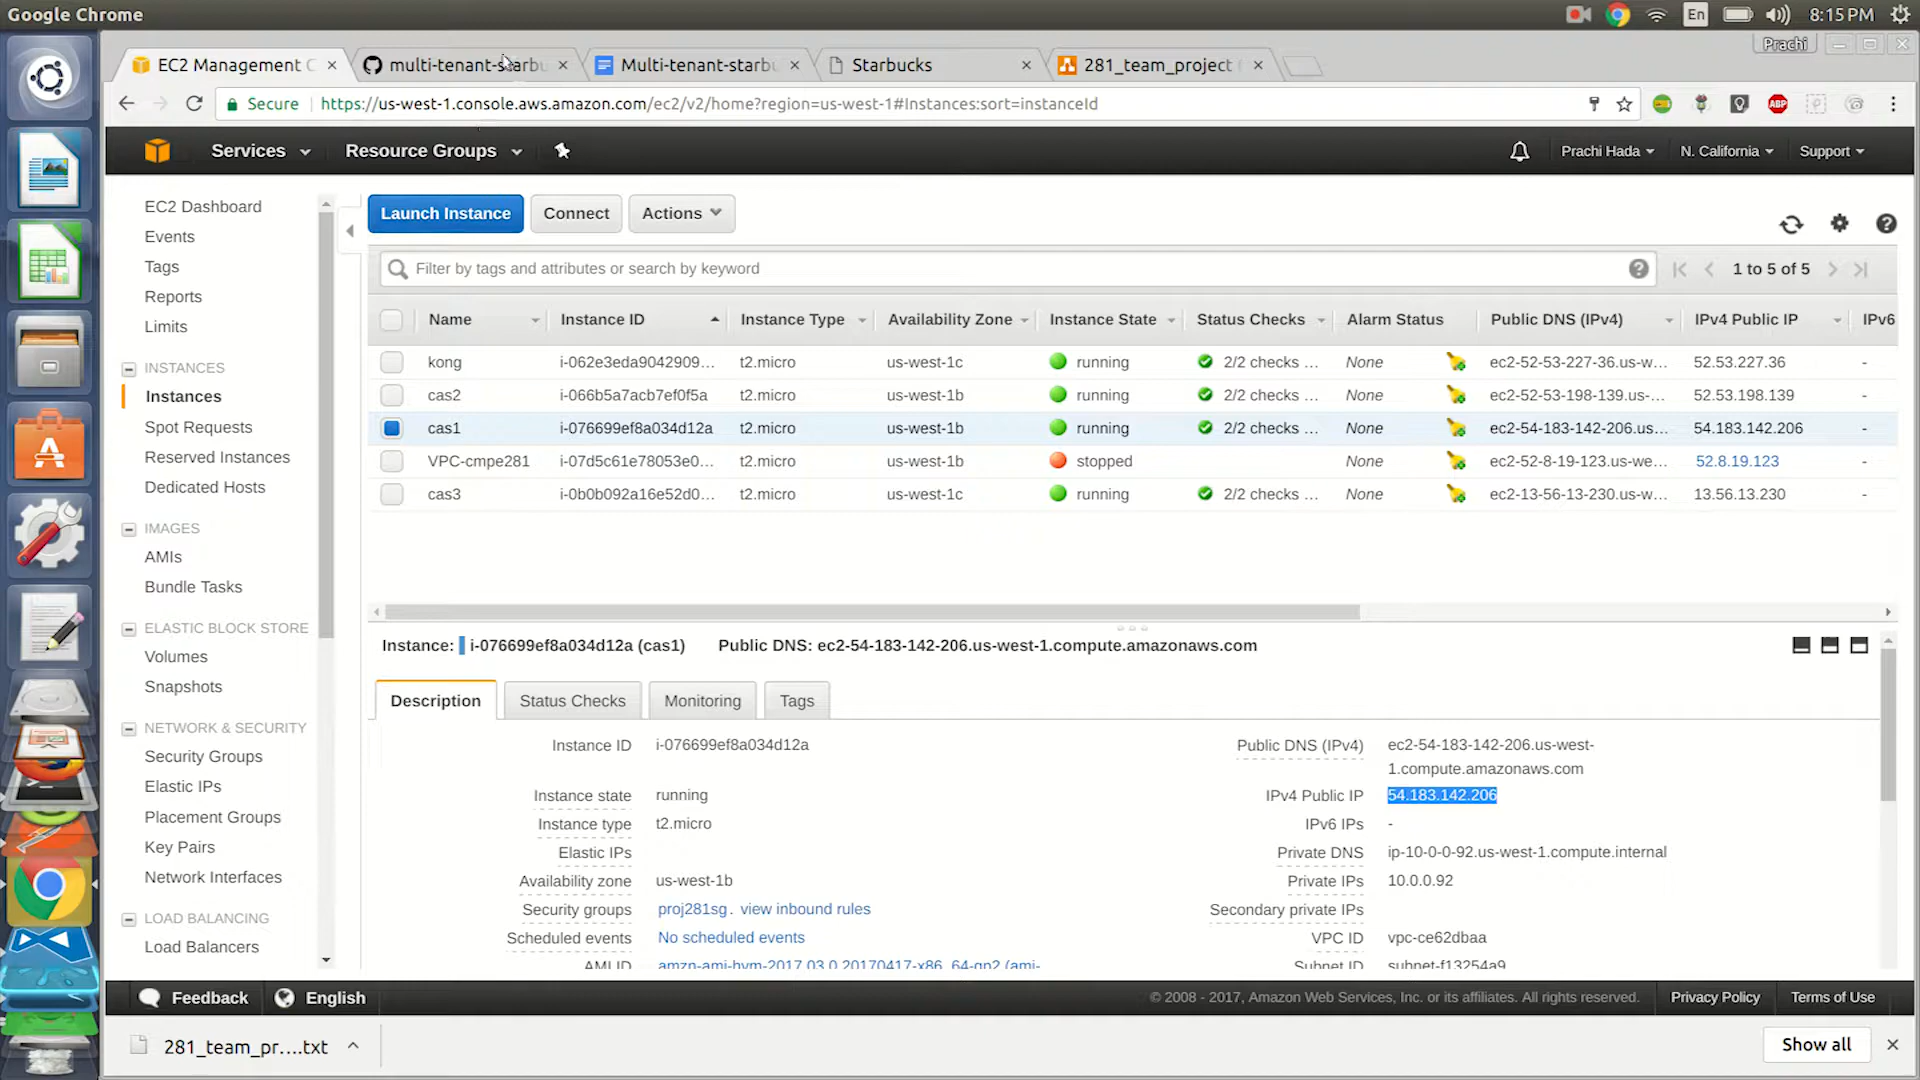 Google Chrome
En
8:15 PM
Prachi
EC2 Management C
multi-tenant-starbu
Multi-tenant-starbu
Starbucks
281_team_project (
Secure
https://us-west-1.console.aws.amazon.com/ec2/v2/home?region=us-west-1#Instances:sort=instanceId
ABP
Services
Resource Groups
Prachi Hada
N. California
Support
EC2 Dashboard
Events
Tags
Reports
Limits
INSTANCES
Instances
Spot Requests
Reserved Instances
Dedicated Hosts
IMAGES
AMIs
Bundle Tasks
ELASTIC BLOCK STORE
Volumes
Snapshots
NETWORK & SECURITY
Security Groups
Elastic IPs
Placement Groups
Key Pairs
Network Interfaces
LOAD BALANCING
Load Balancers
Launch Instance
Connect
Actions
Filter by tags and attributes or search by keyword
1 to 5 of 5
Name Instance ID Instance Type Availability Zone Instance State Status Checks Alarm Status Public DNS (IPv4) IPv4 Public IP IPv6
kong i-062e3eda9042909... t2.micro us-west-1c running 2/2 checks ... None ec2-52-53-227-36.us-w... 52.53.227.36 -
cas2 i-066b5a7acb7ef0f5a t2.micro us-west-1b running 2/2 checks ... None ec2-52-53-198-139.us-... 52.53.198.139 -
cas1 i-076699ef8a034d12a t2.micro us-west-1b running 2/2 checks ... None ec2-54-183-142-206.us... 54.183.142.206 -
VPC-cmpe281 i-07d5c61e78053e0... t2.micro us-west-1b stopped None ec2-52-8-19-123.us-we... 52.8.19.123 -
cas3 i-0b0b092a16e52d0... t2.micro us-west-1c running 2/2 checks ... None ec2-13-56-13-230.us-w... 13.56.13.230 -
Instance: i-076699ef8a034d12a (cas1) Public DNS: ec2-54-183-142-206.us-west-1.compute.amazonaws.com
Description
Status Checks
Monitoring
Tags
Instance ID i-076699ef8a034d12a
Instance state running
Instance type t2.micro
Elastic IPs
Availability zone us-west-1b
Security groups proj281sg. view inbound rules
Scheduled events No scheduled events
AMI ID amzn-ami-hvm-2017.03.0.20170417-x86_64-gp2 (ami-
Public DNS (IPv4) ec2-54-183-142-206.us-west-
1.compute.amazonaws.com
IPv4 Public IP 54.183.142.206
IPv6 IPs -
Private DNS ip-10-0-0-92.us-west-1.compute.internal
Private IPs 10.0.0.92
Secondary private IPs
VPC ID vpc-ce62dbaa
Subnet ID subnet-f13254a9
Feedback
English
© 2008 - 2017, Amazon Web Services, Inc. or its affiliates. All rights reserved.
Privacy Policy
Terms of Use
281_team_pr....txt
Show all